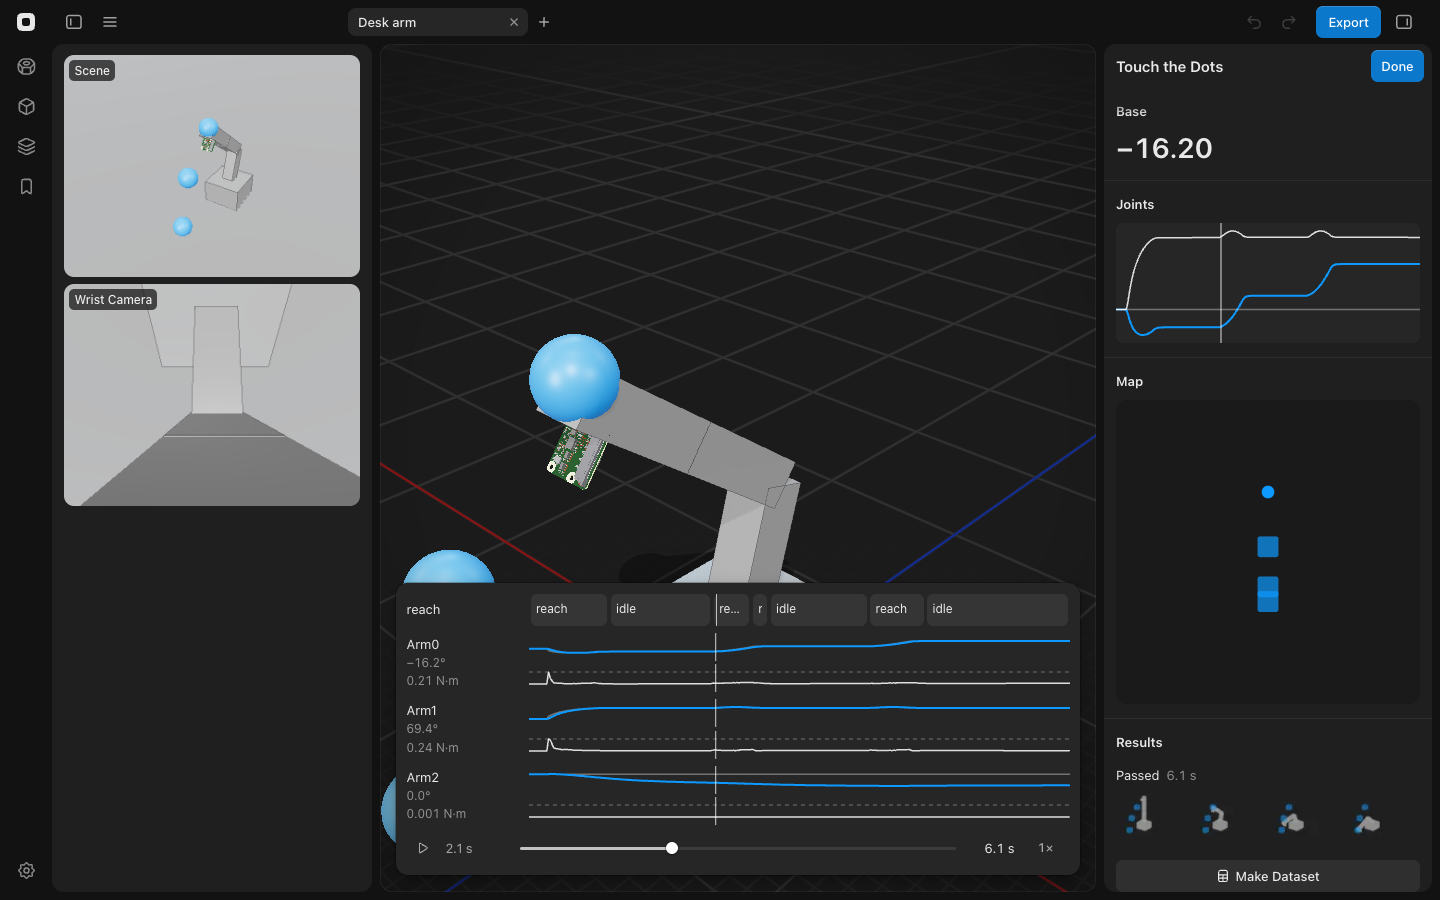 Desk arm
Export
Scene
Wrist Camera
reach
reach
idle
re...
r
idle
reach
idle
Arm0
−16.2°
0.21 N·m
Arm1
69.4°
0.24 N·m
Arm2
0.0°
0.001 N·m
2.1 s
6.1 s
1×
Touch the Dots
Done
Base
−16.20
Joints
Map
Results
Passed 6.1 s
Make Dataset